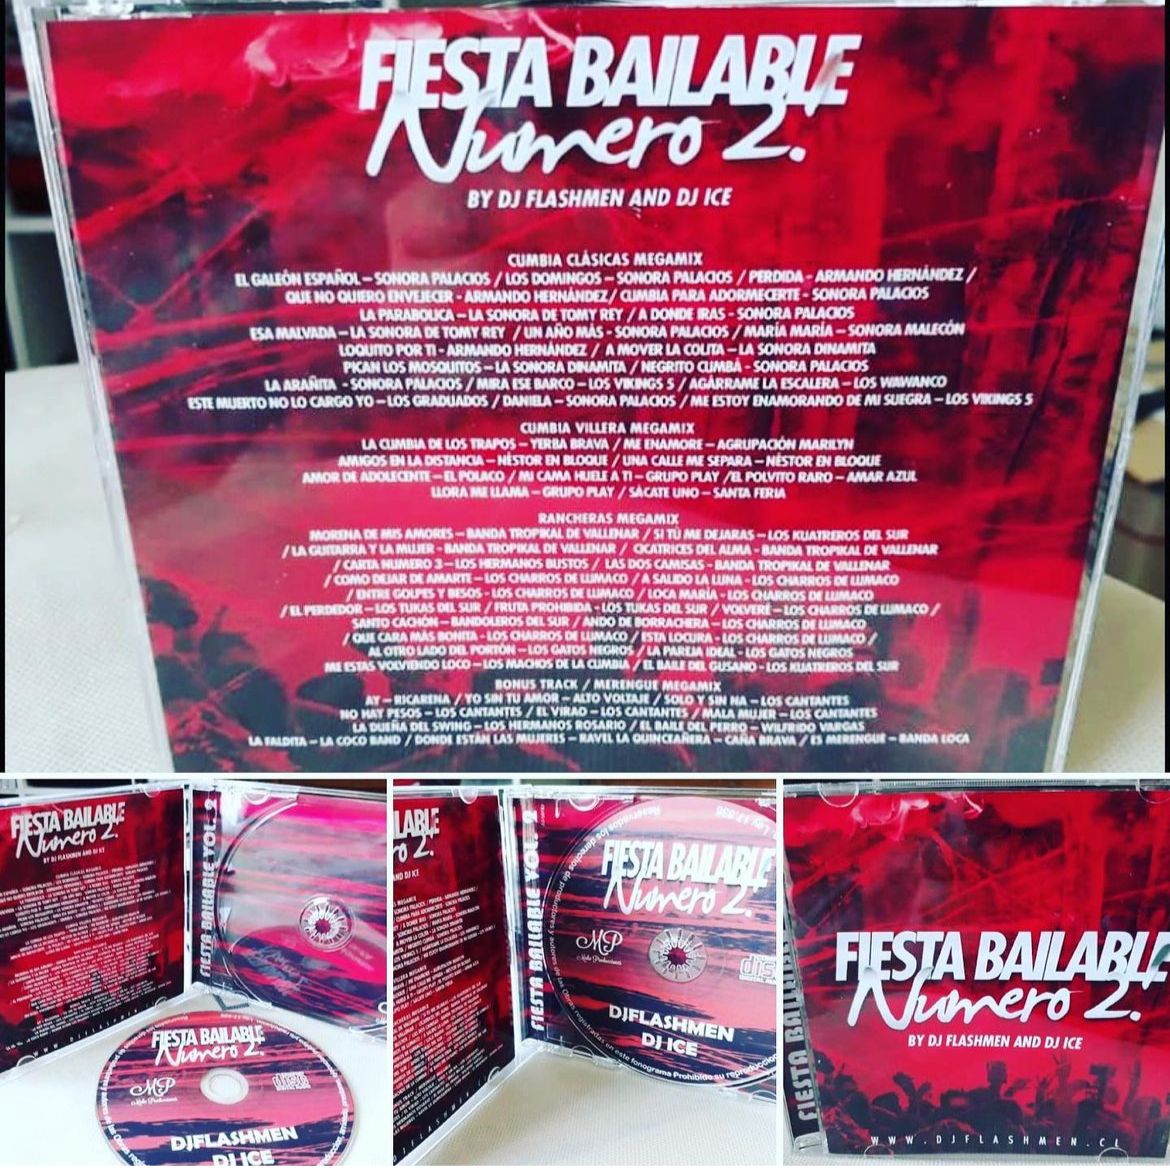 FIESTA BAILABLE
Numero 2.
BY DJ FLASHMEN AND DJ ICE
CUMBIA CLÁSICAS MEGAMIX
EL GALEÓN ESPAÑOL – SONORA PALACIOS / LOS DOMINGOS – SONORA PALACIOS / PERDIDA - ARMANDO HERNÁNDEZ /
QUE NO QUIERO ENVEJECER - ARMANDO HERNÁNDEZ/ CUMBIA PARA ADORMECERTE - SONORA PALACIOS
LA PARABOLICA – LA SONORA DE TOMY REY / A DONDE IRAS - SONORA PALACIOS
ESA MALVADA – LA SONORA DE TOMY REY / UN AÑO MÁS - SONORA PALACIOS / MARÍA MARÍA – SONORA MALECÓN
LOQUITO POR TI - ARMANDO HERNÁNDEZ / A MOVER LA COLITA – LA SONORA DINAMITA
PICAN LOS MOSQUITOS – LA SONORA DINAMITA / NEGRITO CUMBÁ - SONORA PALACIOS
LA ARAÑITA - SONORA PALACIOS / MIRA ESE BARCO – LOS VIKINGS 5 / AGÁRRAME LA ESCALERA – LOS WAWANCO
ESTE MUERTO NO LO CARGO YO – LOS GRADUADOS / DANIELA – SONORA PALACIOS / ME ESTOY ENAMORANDO DE MI SUEGRA – LOS VIKINGS 5
CUMBIA VILLERA MEGAMIX
LA CUMBIA DE LOS TRAPOS – YERBA BRAVA / ME ENAMORE – AGRUPACIÓN MARILYN
AMIGOS EN LA DISTANCIA – NÉSTOR EN BLOQUE / UNA CALLE ME SEPARA – NÉSTOR EN BLOQUE
AMOR DE ADOLECENTE – EL POLACO / MI CAMA HUELE A TI – GRUPO PLAY /EL POLVITO RARO – AMAR AZUL
LLORA ME LLAMA – GRUPO PLAY / SÁCATE UNO – SANTA FERIA
RANCHERAS MEGAMIX
MORENA DE MIS AMORES – BANDA TROPIKAL DE VALLENAR / SI TÚ ME DEJARAS – LOS KUATREROS DEL SUR
/ LA GUITARRA Y LA MUJER - BANDA TROPIKAL DE VALLENAR / CICATRICES DEL ALMA - BANDA TROPIKAL DE VALLENAR
/ CARTA NUMERO 3 – LOS HERMANOS BUSTOS / LAS DOS CAMISAS - BANDA TROPIKAL DE VALLENAR
/ COMO DEJAR DE AMARTE – LOS CHARROS DE LUMACO / A SALIDO LA LUNA - LOS CHARROS DE LUMACO
/ ENTRE GOLPES Y BESOS - LOS CHARROS DE LUMACO / LOCA MARÍA - LOS CHARROS DE LUMACO
/ EL PERDEDOR – LOS TUKAS DEL SUR / FRUTA PROHIBIDA - LOS TUKAS DEL SUR / VOLVERÉ – LOS CHARROS DE LUMACO /
SANTO CACHÓN – BANDOLEROS DEL SUR / ANDO DE BORRACHERA – LOS CHARROS DE LUMACO
/ QUE CARA MÁS BONITA - LOS CHARROS DE LUMACO / ESTA LOCURA - LOS CHARROS DE LUMACO /
AL OTRO LADO DEL PORTÓN - LOS GATOS NEGROS / LA PAREJA IDEAL - LOS GATOS NEGROS
ME ESTAS VOLVIENDO LOCO – LOS MACHOS DE LA CUMBIA / EL BAILE DEL GUSANO - LOS KUATREROS DEL SUR
BONUS TRACK / MERENGUE MEGAMIX
AY – RICARENA / YO SIN TU AMOR – ALTO VOLTAJE / SOLO Y SIN NA – LOS CANTANTES
NO HAY PESOS – LOS CANTANTES / EL VIRAO – LOS CANTANTES / MALA MUJER – LOS CANTANTES
LA DUEÑA DEL SWING – LOS HERMANOS ROSARIO / EL BAILE DEL PERRO – WILFRIDO VARGAS
LA FALDITA – LA COCO BAND / DONDE ESTÁN LAS MUJERES – RAVEL LA QUINCEAÑERA – CAÑA BRAVA / ES MERENGUE – BANDA LOCA
FIESTA BAILABLE
Numero 2.
BY DJ FLASHMEN AND DJ ICE
FIESTA BAILABLE VOL.2
FIESTA BAILABLE
Numero 2.
MP
DJFLASHMEN
DJ ICE
FIESTA BAILABLE VOL.2
FIESTA BAILABLE
Numero 2.
MP
DJFLASHMEN
DJ ICE
Reservados los derechos de productores y autores de las Obras registradas en este fonograma Prohibido su
FIESTA BAILABLE
Numero 2.
BY DJ FLASHMEN AND DJ ICE
WWW.DJFLASHMEN.CL